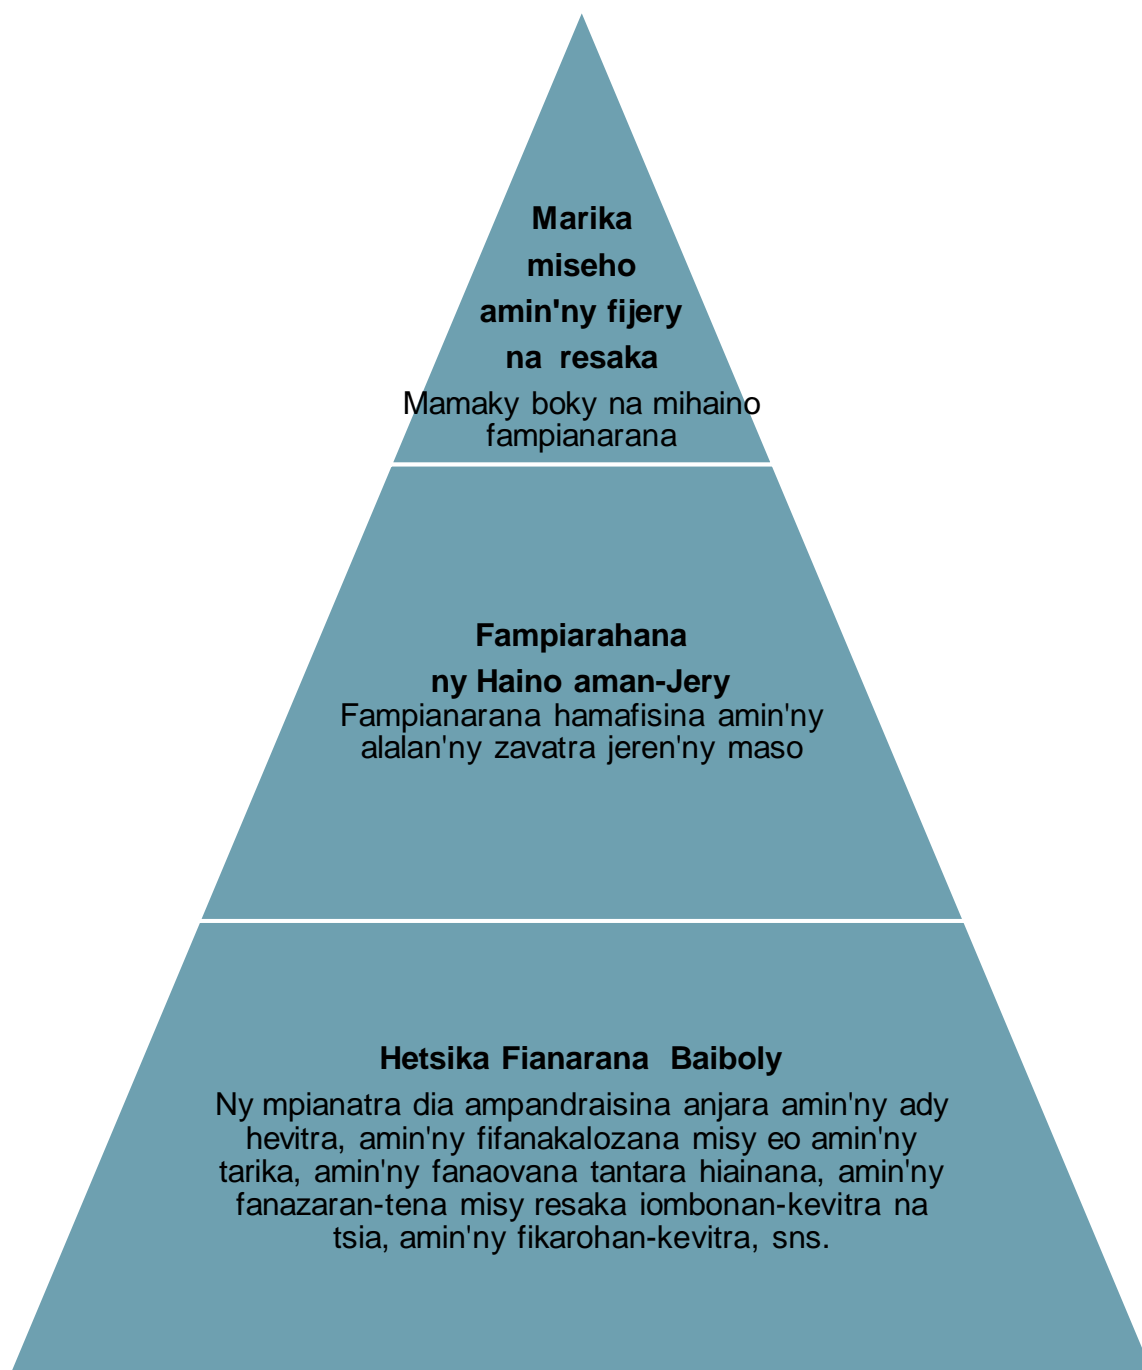 Marika
miseho
amin'ny fijery
na resaka
Mamaky boky na mihaino
fampianarana
Fampiarahana
ny Haino aman-Jery
Fampianarana hamafisina amin'ny
alalan'ny zavatra jeren'ny maso
Hetsika Fianarana Baiboly
Ny mpianatra dia ampandraisina anjara amin'ny ady
hevitra, amin'ny fifanakalozana misy eo amin'ny
tarika, amin'ny fanaovana tantara hiainana, amin'ny
fanazaran-tena misy resaka iombonan-kevitra na
tsia, amin'ny fikarohan-kevitra, sns.